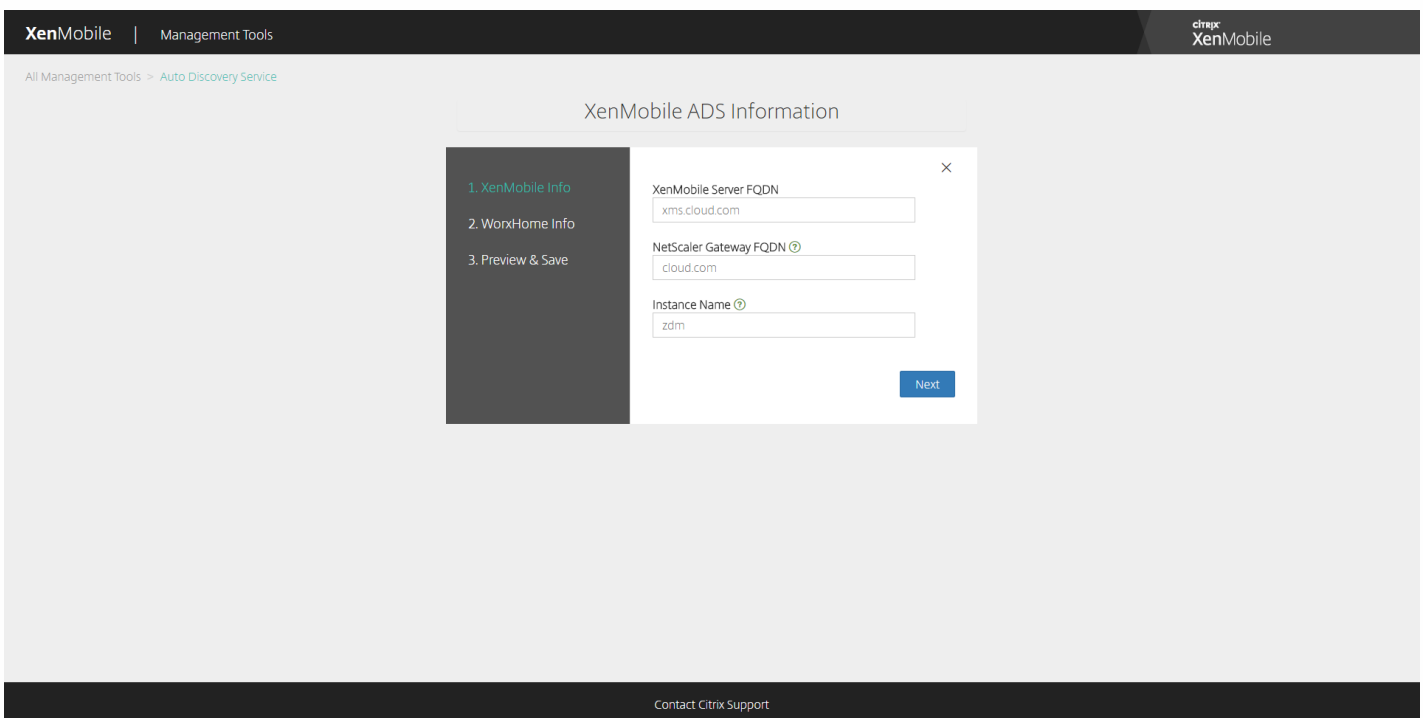 XenMobile | Management Tools
CITRIX
XenMobile
All Management Tools > Auto Discovery Service
XenMobile ADS Information
1. XenMobile Info
2. WorxHome Info
3. Preview & Save
XenMobile Server FQDN
xms.cloud.com
NetScaler Gateway FQDN ?
cloud.com
Instance Name ?
zdm
Next
Contact Citrix Support